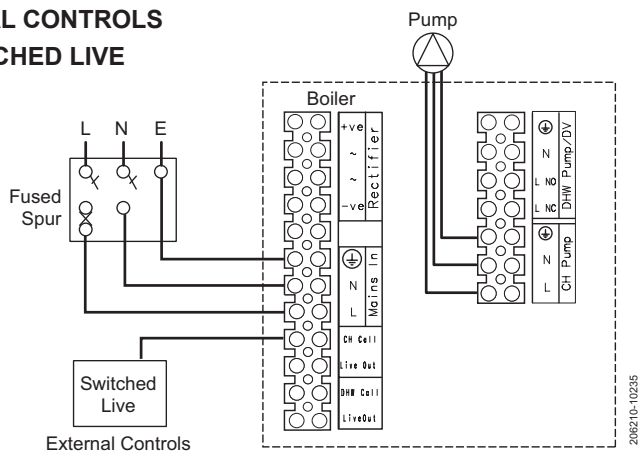 AL CONTROLS
CHED LIVE
Pump
Boiler
L N E
Fused
Spur
+ve
~
~
-ve
Rectifier
N
L
Mains In
CH Call
Live Out
DHW Call
LiveOut
N
L NO
L NC
DHW Pump/DV
N
L
CH Pump
Switched
Live
External Controls
206210-10235